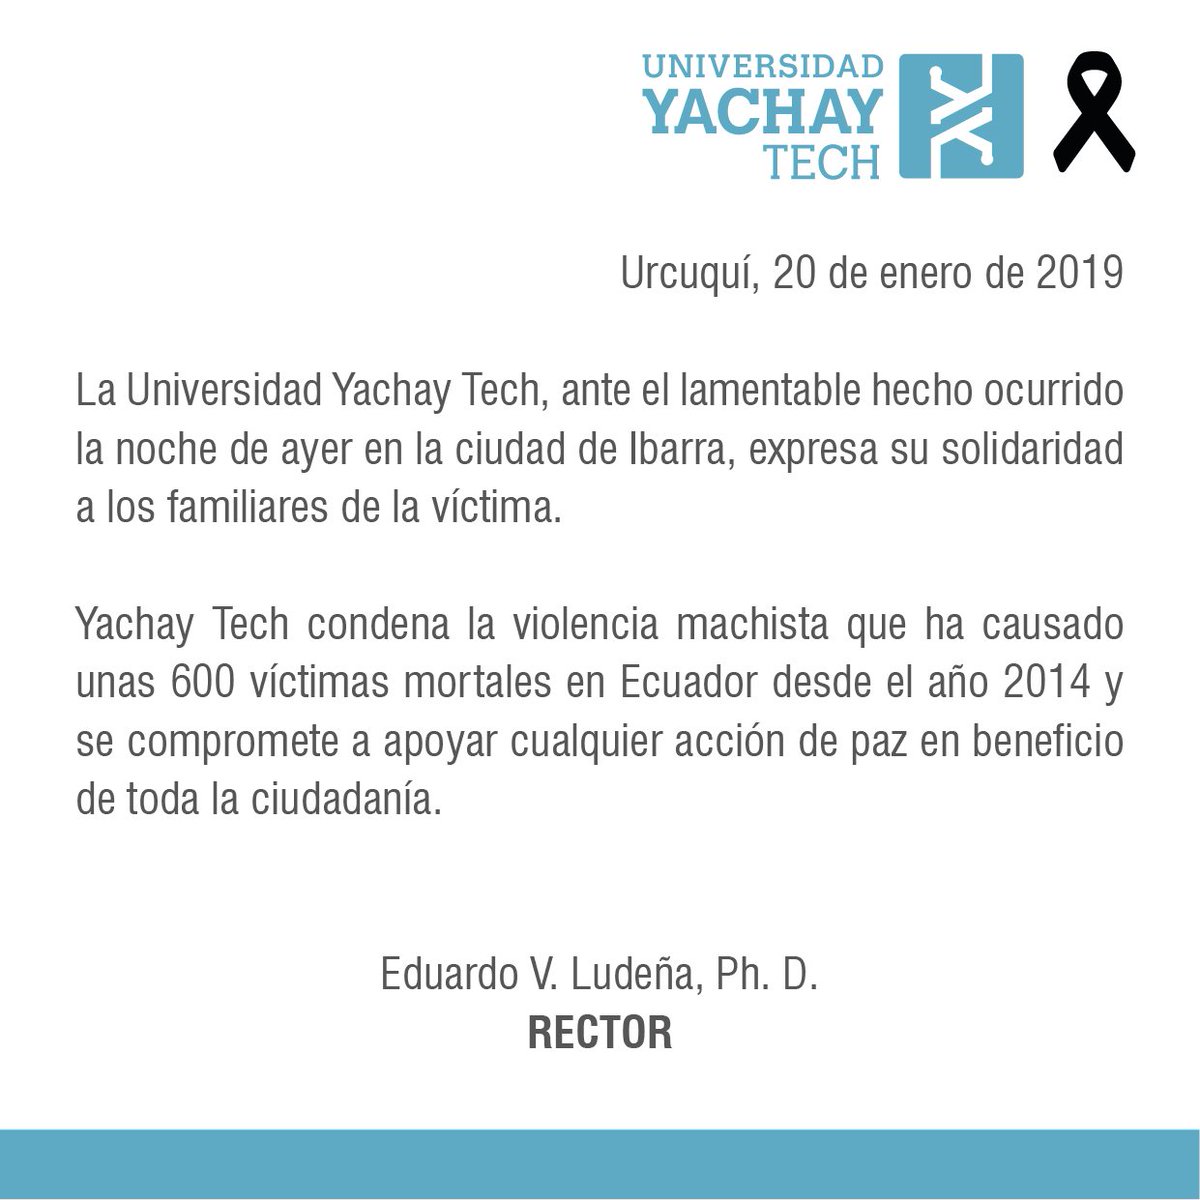 UNIVERSIDAD
YACHAY
TECH
Urcuquí, 20 de enero de 2019
La Universidad Yachay Tech, ante el lamentable hecho ocurrido
la noche de ayer en la ciudad de Ibarra, expresa su solidaridad
a los familiares de la víctima.
Yachay Tech condena la violencia machista que ha causado
unas 600 víctimas mortales en Ecuador desde el año 2014 y
se compromete a apoyar cualquier acción de paz en beneficio
de toda la ciudadanía.
Eduardo V. Ludeña, Ph. D.
RECTOR